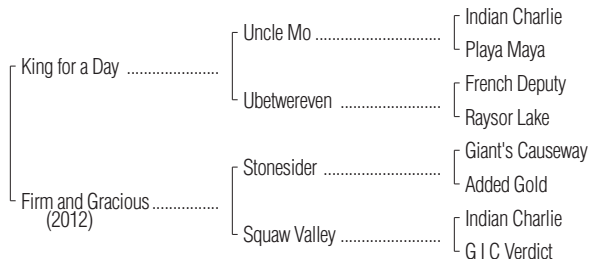 Indian Charlie
Uncle Mo ..............................
Playa Maya
King for a Day ......................
French Deputy
Ubetwereven ........................
Raysor Lake
Giant's Causeway
Stonesider ............................
Added Gold
Firm and Gracious ................
(2012)
Indian Charlie
Squaw Valley ........................
G I C Verdict